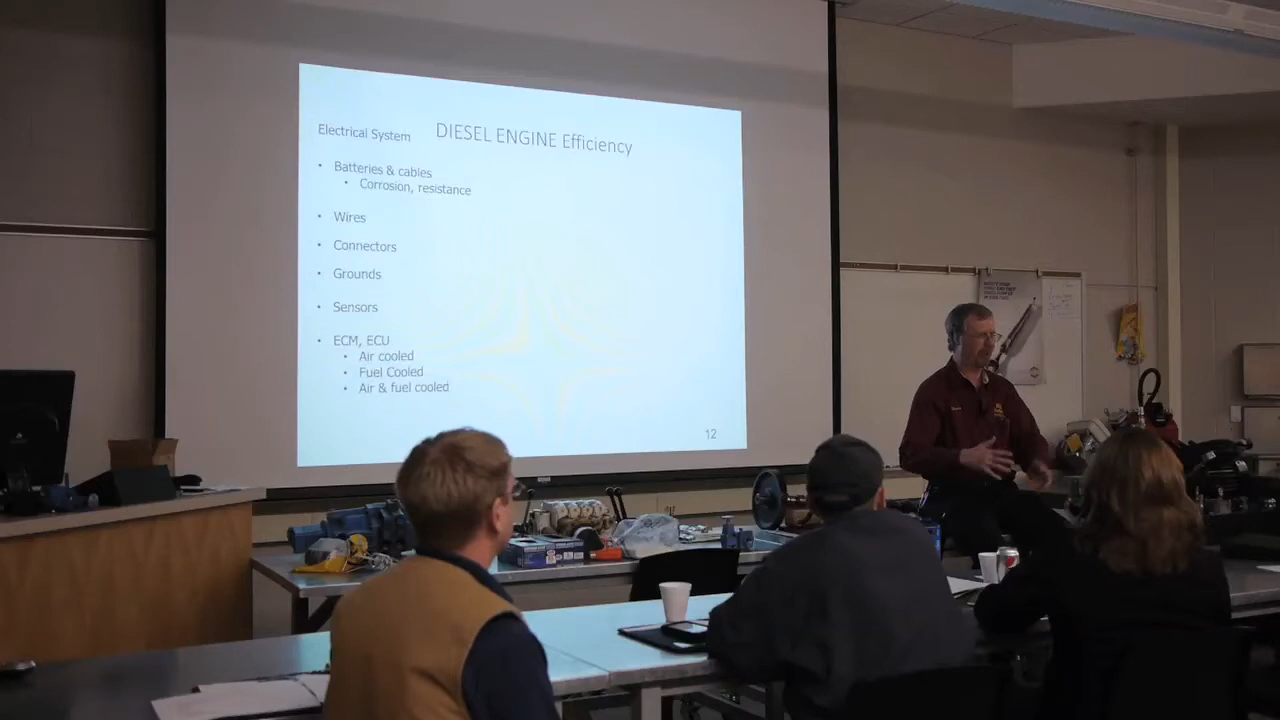 Electrical System
DIESEL ENGINE Efficiency
• Batteries & cables
• Corrosion, resistance
• Wires
• Connectors
• Grounds
• Sensors
• ECM, ECU
• Air cooled
• Fuel Cooled
• Air & fuel cooled
12